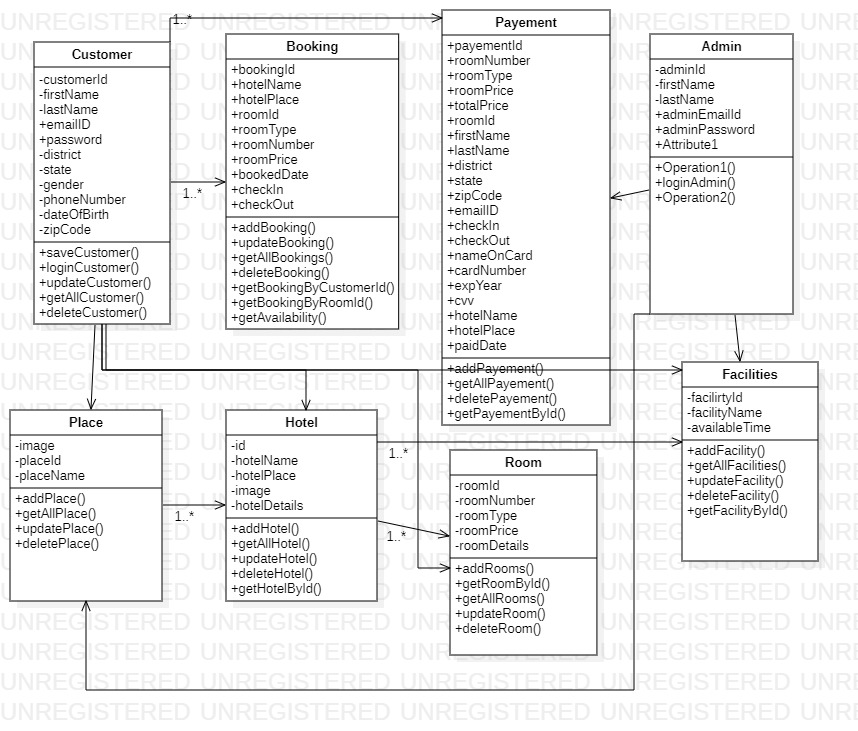 Customer
-customerId
-firstName
-lastName
+emailID
+password
-district
-state
-gender
-phoneNumber
-dateOfBirth
-zipCode
+saveCustomer()
+loginCustomer()
+updateCustomer()
+getAllCustomer()
+deleteCustomer()
1..*
1..*
Booking
+bookingId
+hotelName
+hotelPlace
+roomId
+roomType
+roomNumber
+roomPrice
+bookedDate
+checkIn
+checkOut
+addBooking()
+updateBooking()
+getAllBookings()
+deleteBooking()
+getBookingByCustomerId()
+getBookingByRoomId()
+getAvailability()
Payement
+payementId
+roomNumber
+roomType
+roomPrice
+totalPrice
+roomId
+firstName
+lastName
+district
+state
+zipCode
+emailID
+checkIn
+checkOut
+nameOnCard
+cardNumber
+expYear
+cvv
+hotelName
+hotelPlace
+paidDate
+addPayement()
+getAllPayement()
+deletePayement()
+getPayementById()
Admin
-adminId
-firstName
-lastName
+adminEmailId
+adminPassword
+Attribute1
+Operation1()
+loginAdmin()
+Operation2()
Place
-image
-placeId
-placeName
+addPlace()
+getAllPlace()
+updatePlace()
+deletePlace()
1..*
Hotel
-id
-hotelName
-hotelPlace
-image
-hotelDetails
+addHotel()
+getAllHotel()
+updateHotel()
+deleteHotel()
+getHotelById()
1..*
1..*
Room
-roomId
-roomNumber
-roomType
-roomPrice
-roomDetails
+addRooms()
+getRoomById()
+getAllRooms()
+updateRoom()
+deleteRoom()
Facilities
-facilirtyId
-facilityName
-availableTime
+addFacility()
+getAllFacilities()
+updateFacility()
+deleteFacility()
+getFacilityById()
UNREGISTERED UNREGISTERED UNREGISTERED UNREGISTERED